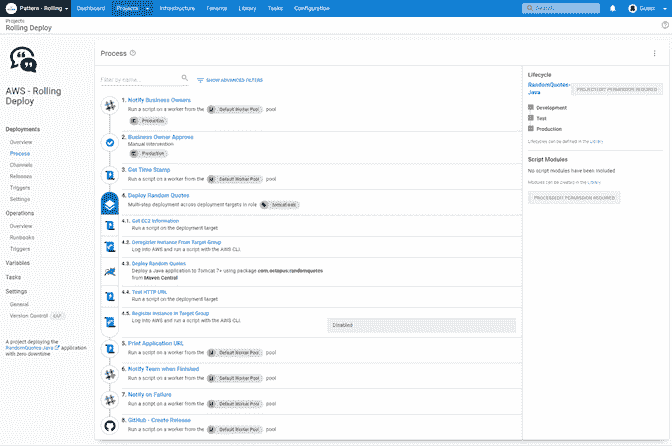 Pattern - Rolling
Dashboard
Projects
Infrastructure
Tenants
Library
Tasks
Configuration
Search...
Guest
Projects
Rolling Deploy
AWS - Rolling
Deploy
Deployments
Overview
Process
Channels
Releases
Triggers
Settings
Operations
Overview
Runbooks
Triggers
Variables
Tasks
Settings
General
Version Control EAP
A project deploying the
RandomQuotes-Java application
with zero downtime
Process
Filter by name...
SHOW ADVANCED FILTERS
1. Notify Business Owners
Run a script on a worker from the Default Worker Pool pool
Production
2. Business Owner Approve
Manual intervention
Production
3. Get Time Stamp
Run a script on a worker from the Default Worker Pool pool
4. Deploy Random Quotes
Multi-step deployment across deployment targets in role
4.1. Get EC2 Information
Run a script on the deployment target
4.2. Deregister Instance From Target Group
Log into AWS and run a script with the AWS CLI.
4.3. Deploy Random Quotes
Deploy a Java application to Tomcat 7+ using package com.octopus.randomquotes
from Maven Central
4.4. Test HTTP URL
Run a script on the deployment target
4.5. Register Instance in Target Group
Log into AWS and run a script with the AWS CLI.
Disabled
5. Print Application URL
Run a script on a worker from the Default Worker Pool pool
6. Notify Team when Finished
Run a script on a worker from the Default Worker Pool pool
7. Notify on Failure
Run a script on a worker from the Default Worker Pool pool
8. GitHub - Create Release
Run a script on a worker from the Default Worker Pool pool
Lifecycle
RandomQuotes-
Java
PROJECTEDIT PERMISSION REQUIRED
Development
Test
Production
Lifecycles can be defined in the Library
Script Modules
No script modules have been included
Modules can be created in the Library
PROCESSEDIT PERMISSION REQUIRED